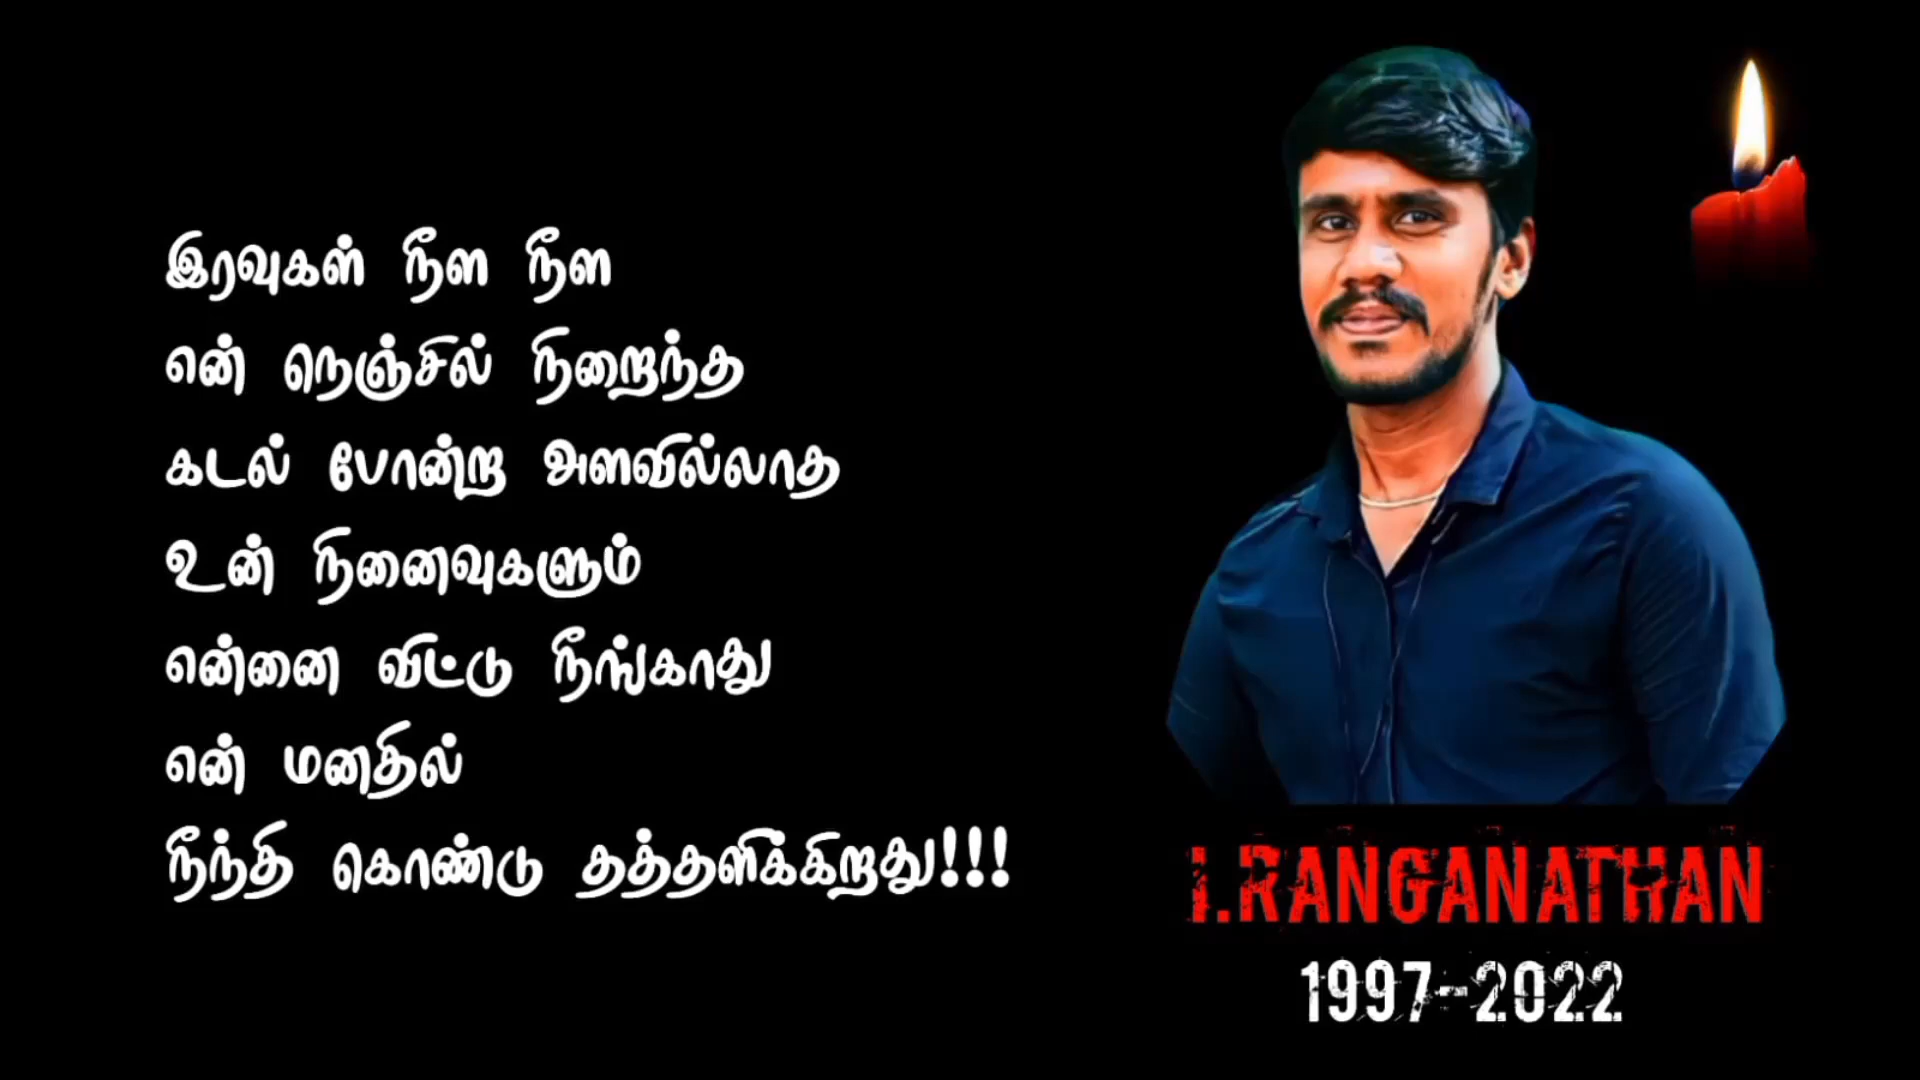 இரவுகள் நீள நீள
என் நெஞ்சில் நிறைந்த
கடல் போன்ற அளவில்லாத
உன் நினைவுகளும்
என்னை விட்டு நீங்காது
என் மனதில்
நீந்தி கொண்டு தத்தளிக்கிறது!!!
I.RANGANATHAN
1997-2022